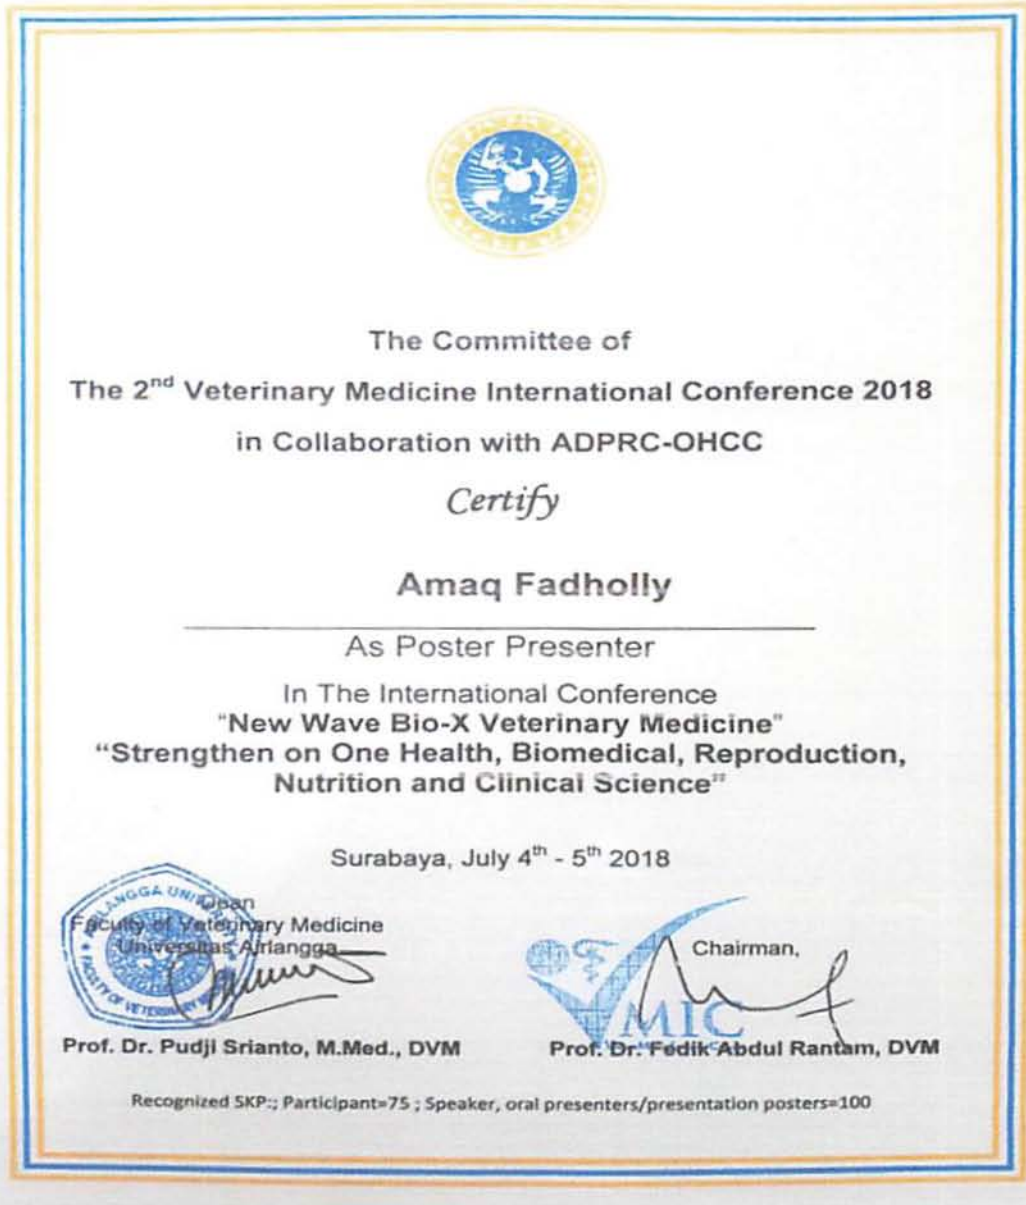 The Committee of
The 2nd Veterinary Medicine International Conference 2018
in Collaboration with ADPRC-OHCC
Certify
Amaq Fadholly
As Poster Presenter
In The International Conference
"New Wave Bio-X Veterinary Medicine"
“Strengthen on One Health, Biomedical, Reproduction,
Nutrition and Clinical Science”
Surabaya, July 4th - 5th 2018
Dean
Faculty of Veterinary Medicine
Universitas Airlangga
Chairman,
MIC
Prof. Dr. Pudji Srianto, M.Med., DVM
Prof. Dr. Fedik Abdul Rantam, DVM
Recognized SKP:; Participant=75 ; Speaker, oral presenters/presentation posters=100